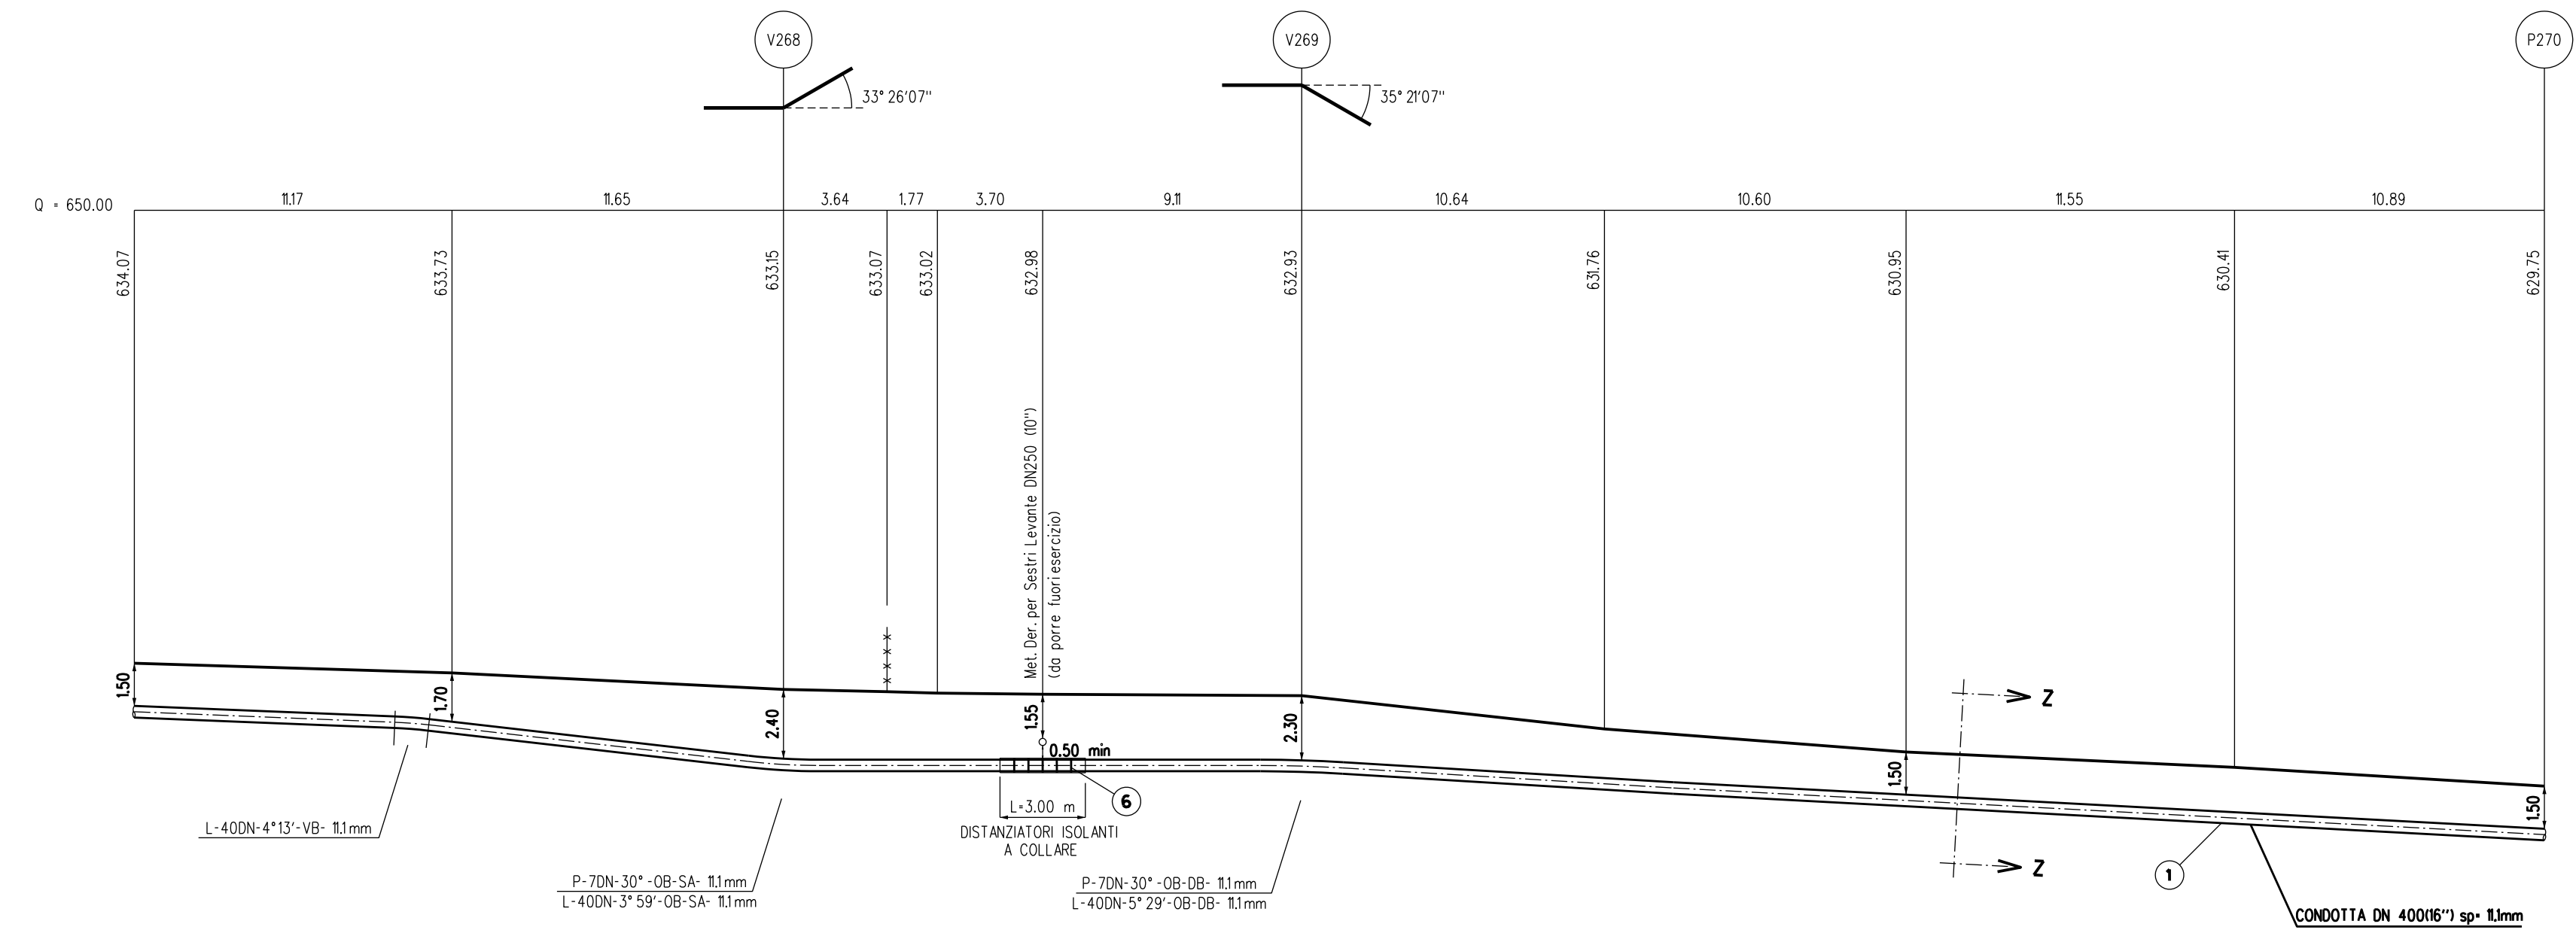 V268
V269
P270
33° 26'07"
35° 21'07"
Q = 650.00
11.17
11.65
3.64
1.77
3.70
9.11
10.64
10.60
11.55
10.89
634.07
633.73
633.15
633.07
633.02
632.98
632.93
631.76
630.95
630.41
629.75
Met. Der. per Sestri Levante DN250 (10")
(da porre fuori esercizio)
x x x x
1.50
1.70
2.40
1.55
2.30
1.50
1.50
0.50 min
Z
Z
6
L=3.00 m
DISTANZIATORI ISOLANTI
A COLLARE
L-40DN-4°13'-VB- 11.1 mm
P-7DN-30° -OB-SA- 11.1 mm
L-40DN-3° 59'-OB-SA- 11.1 mm
P-7DN-30° -OB-DB- 11.1 mm
L-40DN-5° 29'-OB-DB- 11.1 mm
1
CONDOTTA DN 400(16'') sp= 11.1mm